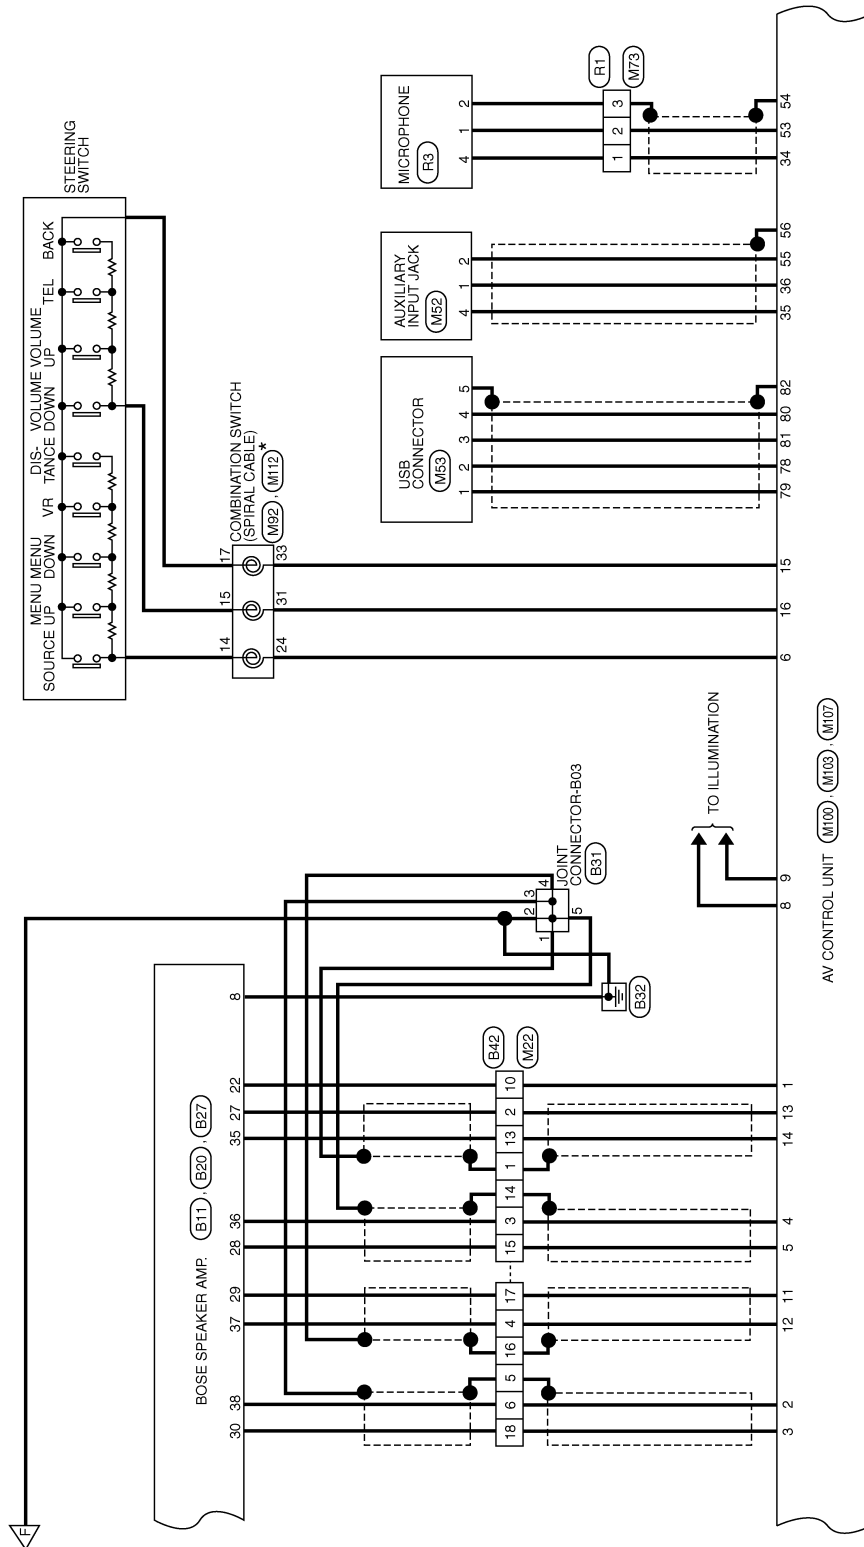 STEERING
SWITCH
SOURCE
MENU
UP
MENU
DOWN
VR
DIS-
TANCE
VOLUME
DOWN
VOLUME
UP
TEL
BACK
COMBINATION SWITCH
(SPIRAL CABLE)
M92 , M112 *
14 15 17
24 31 33
MICROPHONE
R3
4 1 2
R1
M73
1 2 3
34 53 54
AUXILIARY
INPUT JACK
M52
4 1 2
35 36 55 56
USB
CONNECTOR
M53
1 2 3 4 5
79 78 81 80 82
6 16 15
TO ILLUMINATION
8 9
AV CONTROL UNIT M100 , M103 , M107
JOINT
CONNECTOR-B03
B31
1 2 3 4 5
B32
BOSE SPEAKER AMP. B11 , B20 , B27
30 38 37 29 28 36 35 27 22 8
B42
M22
18 6 5 16 4 17 15 3 14 1 13 2 10
3 2 12 11 5 4 14 13 1
F